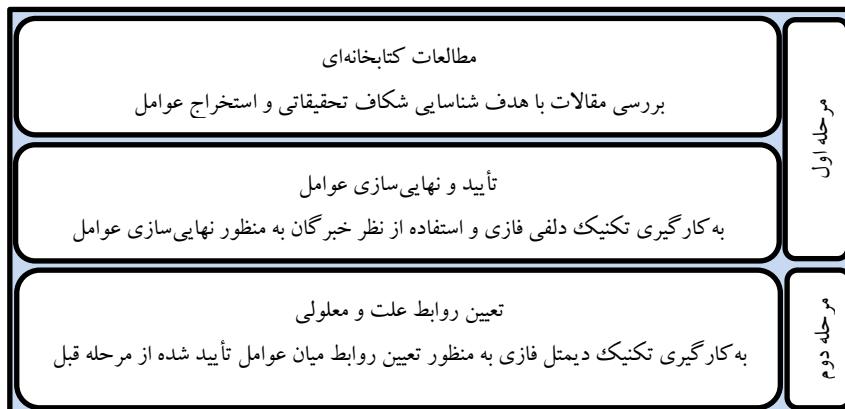 مرحله اول
مطالعات کتابخانه‌ای
بررسی مقالات با هدف شناسایی شکاف تحقیقاتی و استخراج عوامل
تأیید و نهایی‌سازی عوامل
به کارگیری تکنیک دلفی فازی و استفاده از نظر خبرگان به منظور نهایی‌سازی عوامل
مرحله دوم
تعیین روابط علت و معلولی
به کارگیری تکنیک دیمتل فازی به منظور تعیین روابط میان عوامل تأیید شده از مرحله قبل